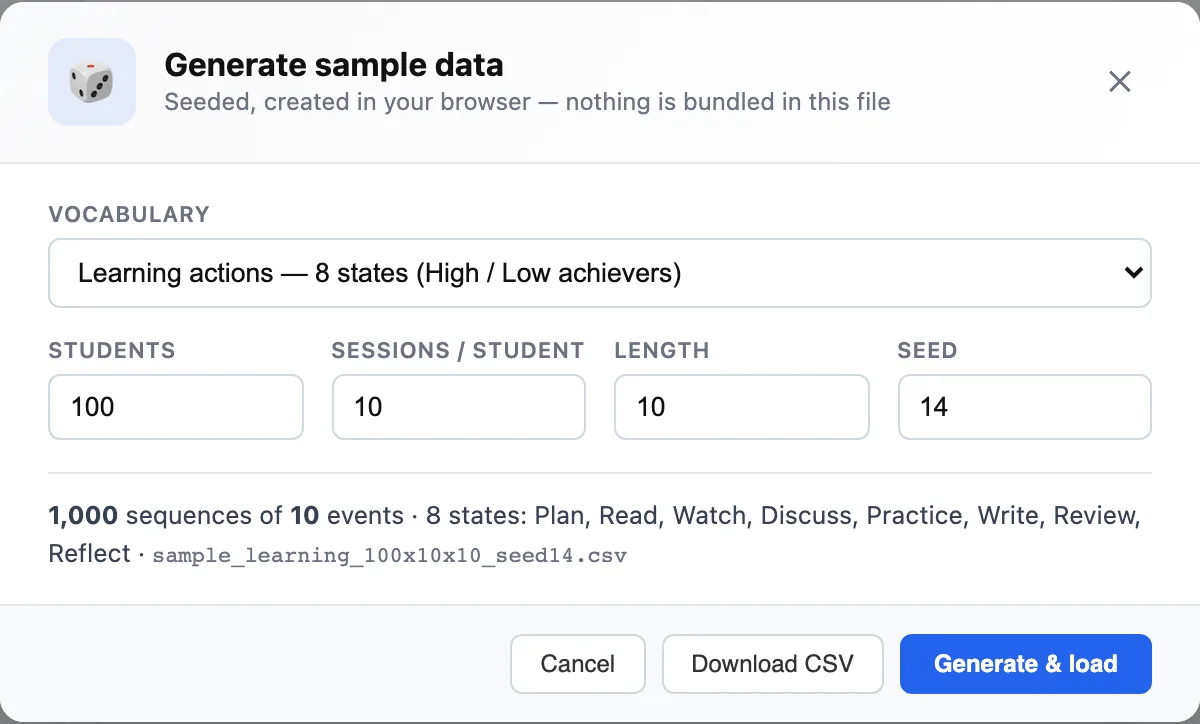 Generate sample data
Seeded, created in your browser — nothing is bundled in this file
VOCABULARY
Learning actions — 8 states (High / Low achievers)
STUDENTS SESSIONS / STUDENT LENGTH SEED
100 10 10 14
1,000 sequences of 10 events · 8 states: Plan, Read, Watch, Discuss, Practice, Write, Review,
Reflect · sample_learning_100x10x10_seed14.csv
Cancel Download CSV Generate & load